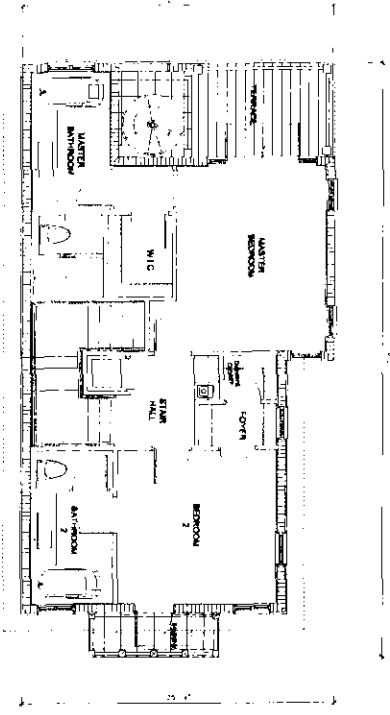 TERRACE
MASTER
BATHROOM
MASTER
BEDROOM
W I C
STAIR
HALL
FOYER
BEDROOM
2
BATHROOM
2